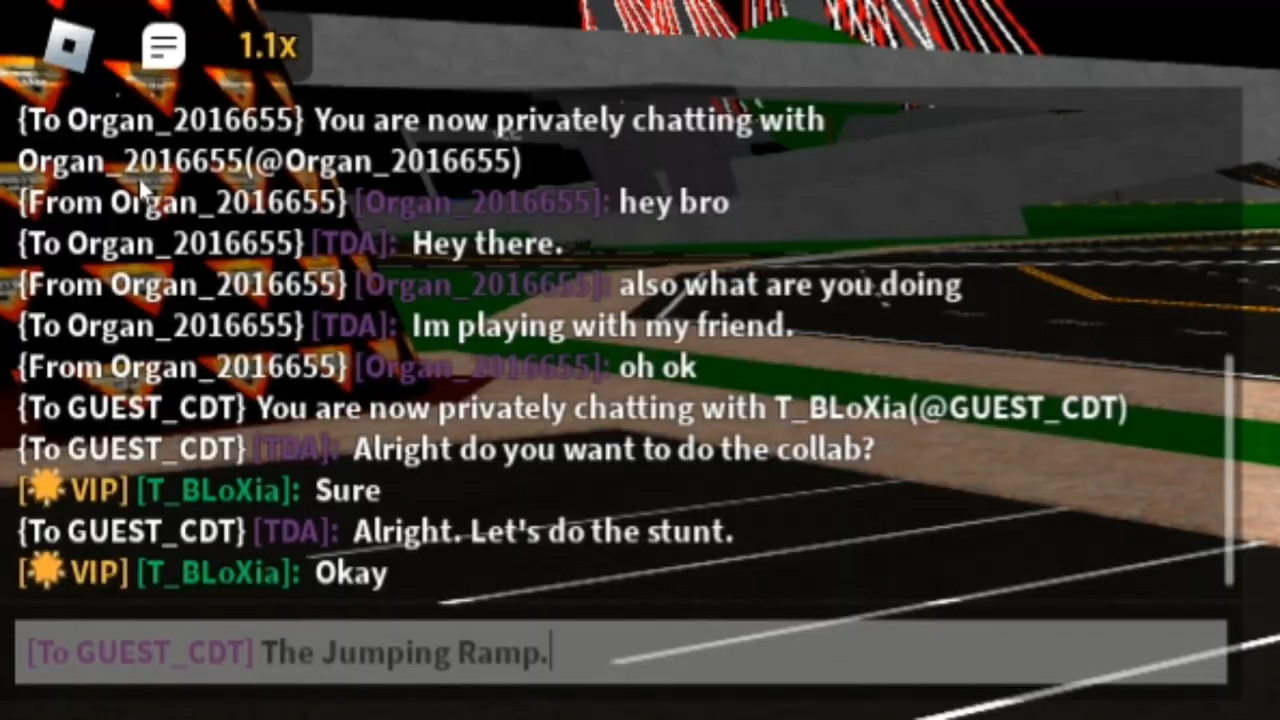 1.1x
{To Organ_2016655} You are now privately chatting with
Organ_2016655(@Organ_2016655)
{From Organ_2016655} [Organ_2016655]: hey bro
{To Organ_2016655} [TDA]: Hey there.
{From Organ_2016655} [Organ_2016655]: also what are you doing
{To Organ_2016655} [TDA]: Im playing with my friend.
{From Organ_2016655} [Organ_2016655]: oh ok
{To GUEST_CDT} You are now privately chatting with T_BLoXia(@GUEST_CDT)
{To GUEST_CDT} [TDA]: Alright do you want to do the collab?
[VIP] [T_BLoXia]: Sure
{To GUEST_CDT} [TDA]: Alright. Let's do the stunt.
[VIP] [T_BLoXia]: Okay
[To GUEST_CDT] The Jumping Ramp.